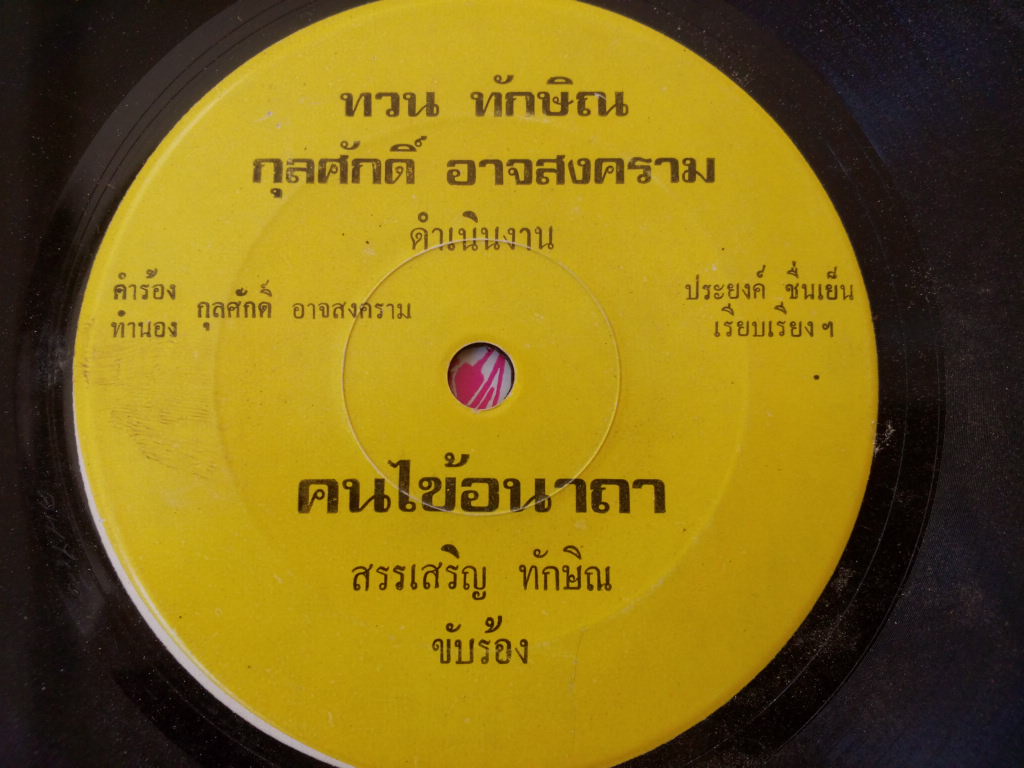 ทวน ทักษิณ
กุลศักดิ์ อาจสงคราม
ดำเนินงาน
คำร้อง
ทำนอง
กุลศักดิ์ อาจสงคราม
ประยงค์ ชื่นเย็น
เรียบเรียงฯ
คนไข้อนาถา
สรรเสริญ ทักษิณ
ขับร้อง